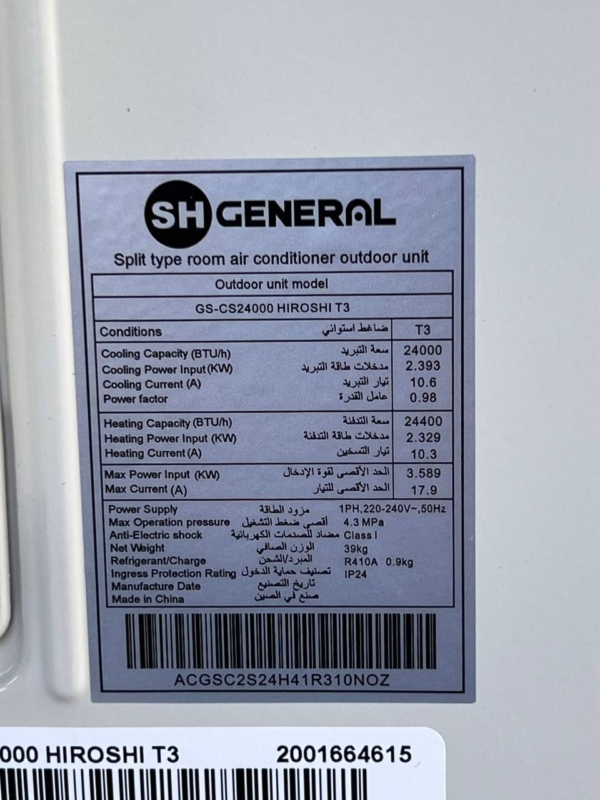 SH GENERAL
Split type room air conditioner outdoor unit
Outdoor unit model
GS-CS24000 HIROSHI T3
Conditions ضاغط استوائي T3
Cooling Capacity (BTU/h) سعة التبريد 24000
Cooling Power Input (KW) مدخلات طاقة التبريد 2.393
Cooling Current (A) تيار التبريد 10.6
Power factor عامل القدرة 0.98
Heating Capacity (BTU/h) سعة التدفئة 24400
Heating Power Input (KW) مدخلات طاقة التدفئة 2.329
Heating Current (A) تيار التسخين 10.3
Max Power Input (KW) الحد الأقصى لقوة الإدخال 3.589
Max Current (A) الحد الأقصى للتيار 17.9
Power Supply مزود الطاقة 1PH,220-240V~,50Hz
Max Operation pressure أقصى ضغط التشغيل 4.3 MPa
Anti-Electric shock مضاد للصدمات الكهربائية Class I
Net Weight الوزن الصافي 39kg
Refrigerant/Charge المبرد/الشحن R410A 0.9kg
Ingress Protection Rating تصنيف حماية الدخول IP24
Manufacture Date تاريخ التصنيع
Made in China صنع في الصين
ACGSC2S24H41R310NOZ
000 HIROSHI T3 2001664615